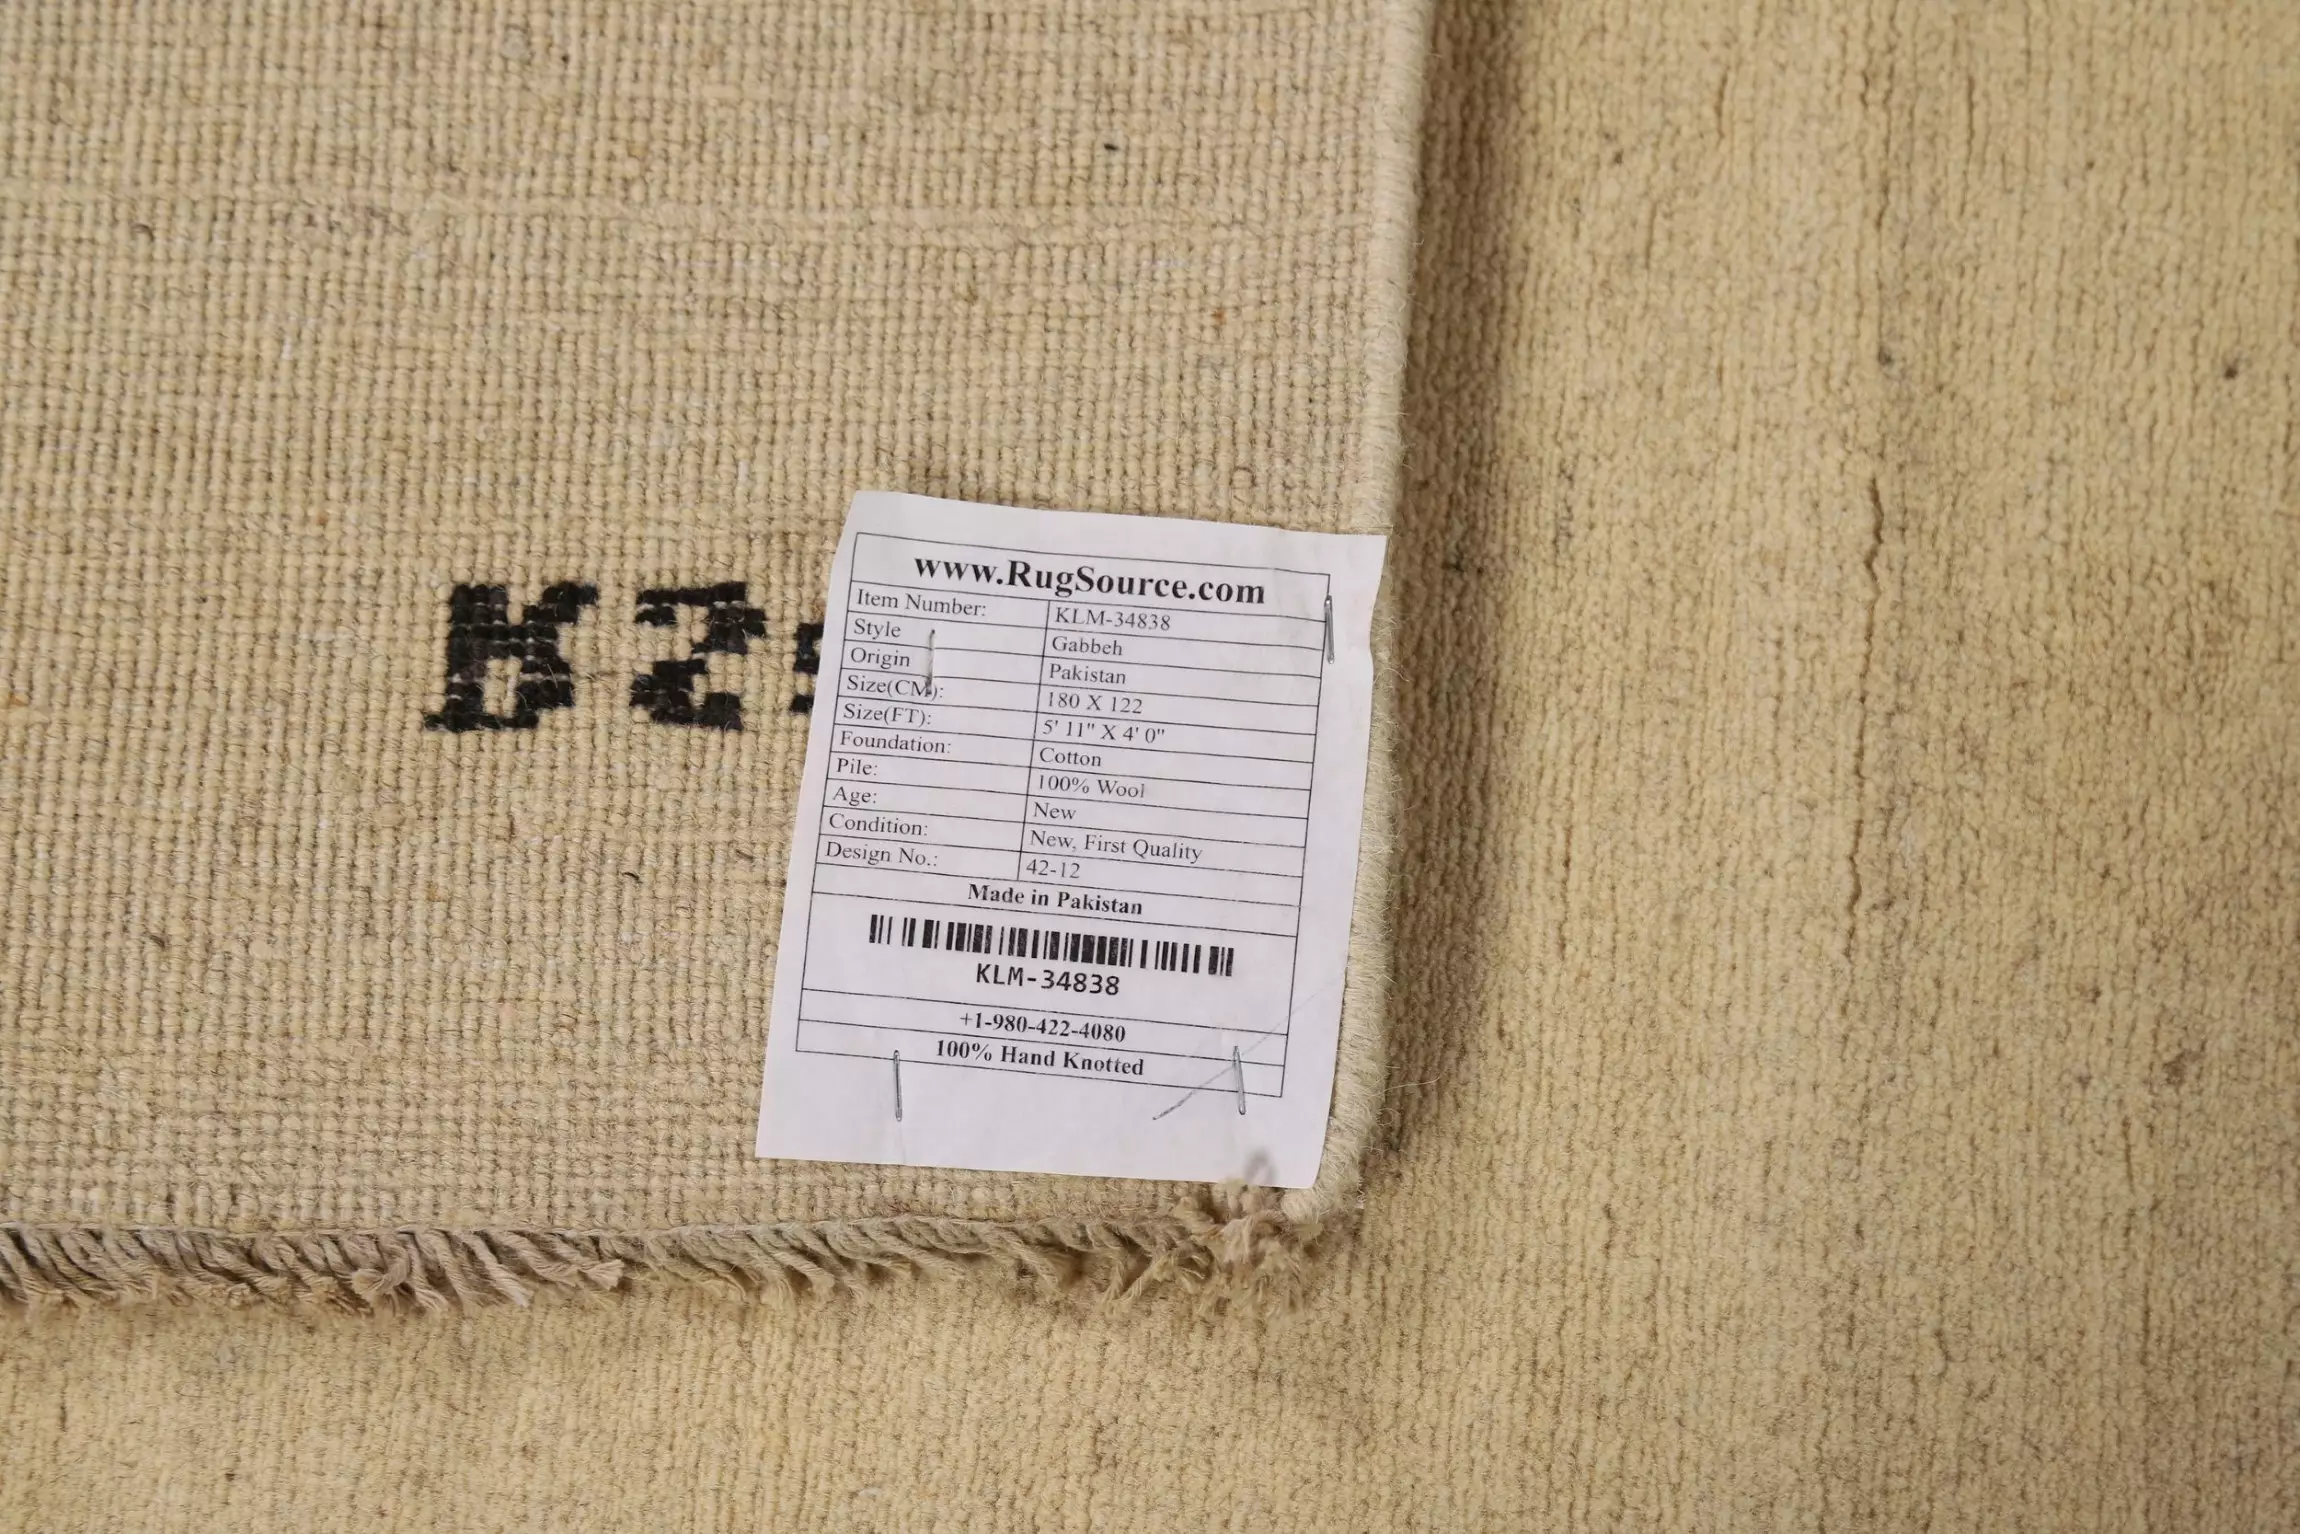 www.RugSource.com
Item Number: KLM-34838
Style Gabbeh
Origin Pakistan
Size(CM): 180 X 122
Size(FT): 5' 11" X 4' 0"
Foundation: Cotton
Pile: 100% Wool
Age: New
Condition: New, First Quality
Design No.: 42-12
Made in Pakistan
KLM-34838
+1-980-422-4080
100% Hand Knotted